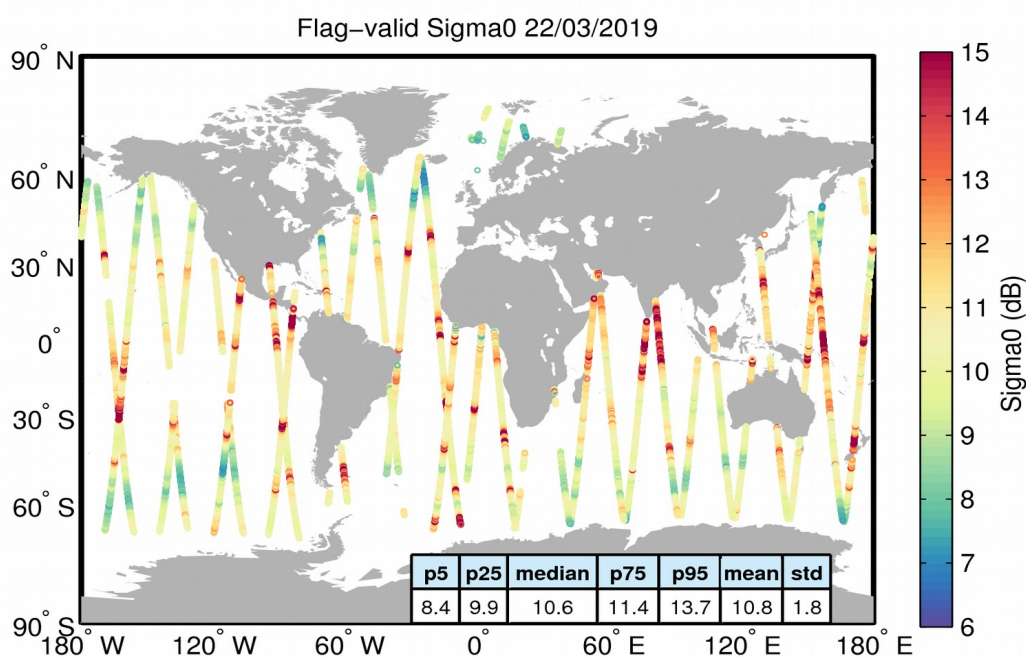 Flag-valid Sigma0 22/03/2019
90° N
60° N
30° N
0°
30° S
60° S
90° S
180° W
120° W
60° W
0°
60° E
120° E
180° E
p5 p25 median p75 p95 mean std
8.4 9.9 10.6 11.4 13.7 10.8 1.8
15
14
13
12
11
10
9
8
7
6
Sigma0 (dB)